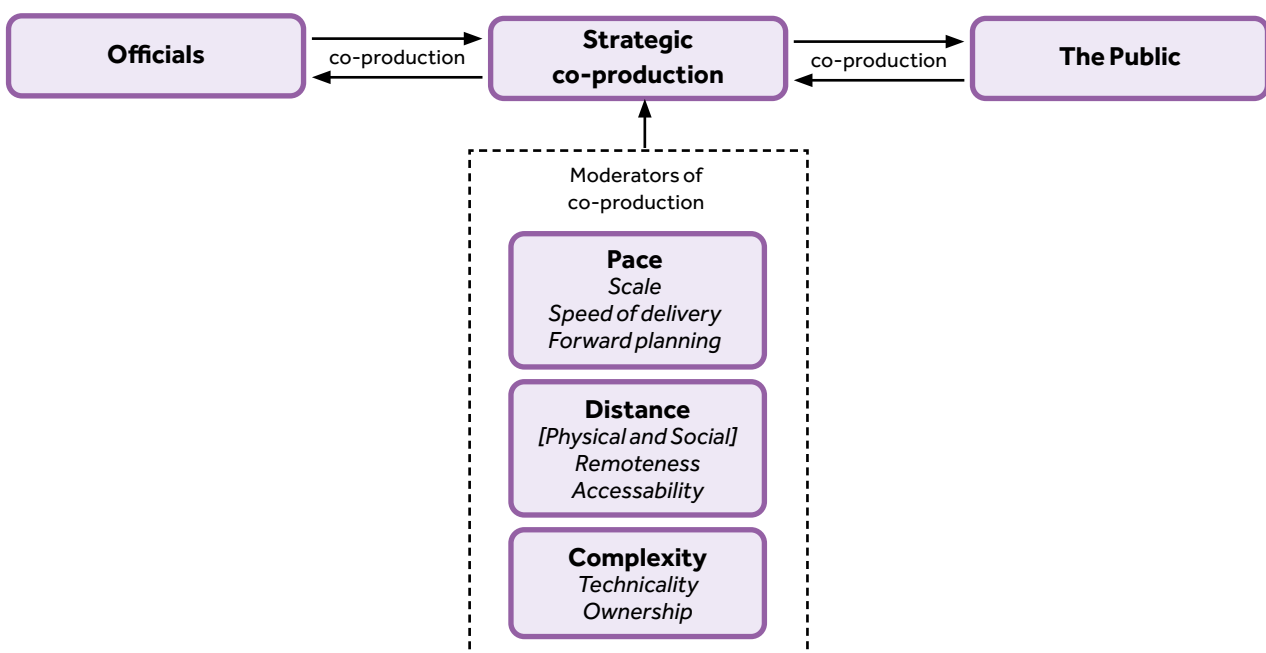 Officials
co-production
Strategic
co-production
co-production
The Public
Moderators of
co-production
Pace
Scale
Speed of delivery
Forward planning
Distance
[Physical and Social]
Remoteness
Accessability
Complexity
Technicality
Ownership